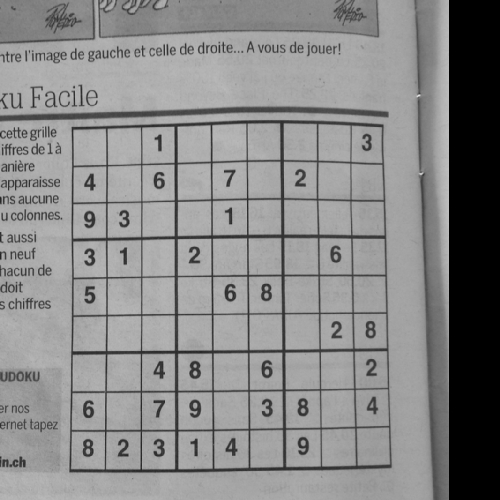 ntre l'image de gauche et celle de droite... A vous de jouer!
ku Facile
cette grille
iffres de 1 à
anière
apparaisse
ns aucune
u colonnes.
t aussi
n neuf
hacun de
doit
s chiffres
UDOKU
er nos
ernet tapez
in.ch
1 3
4 6 7 2
9 3 1
3 1 2 6
5 6 8
2 8
4 8 6 2
6 7 9 3 8 4
8 2 3 1 4 9